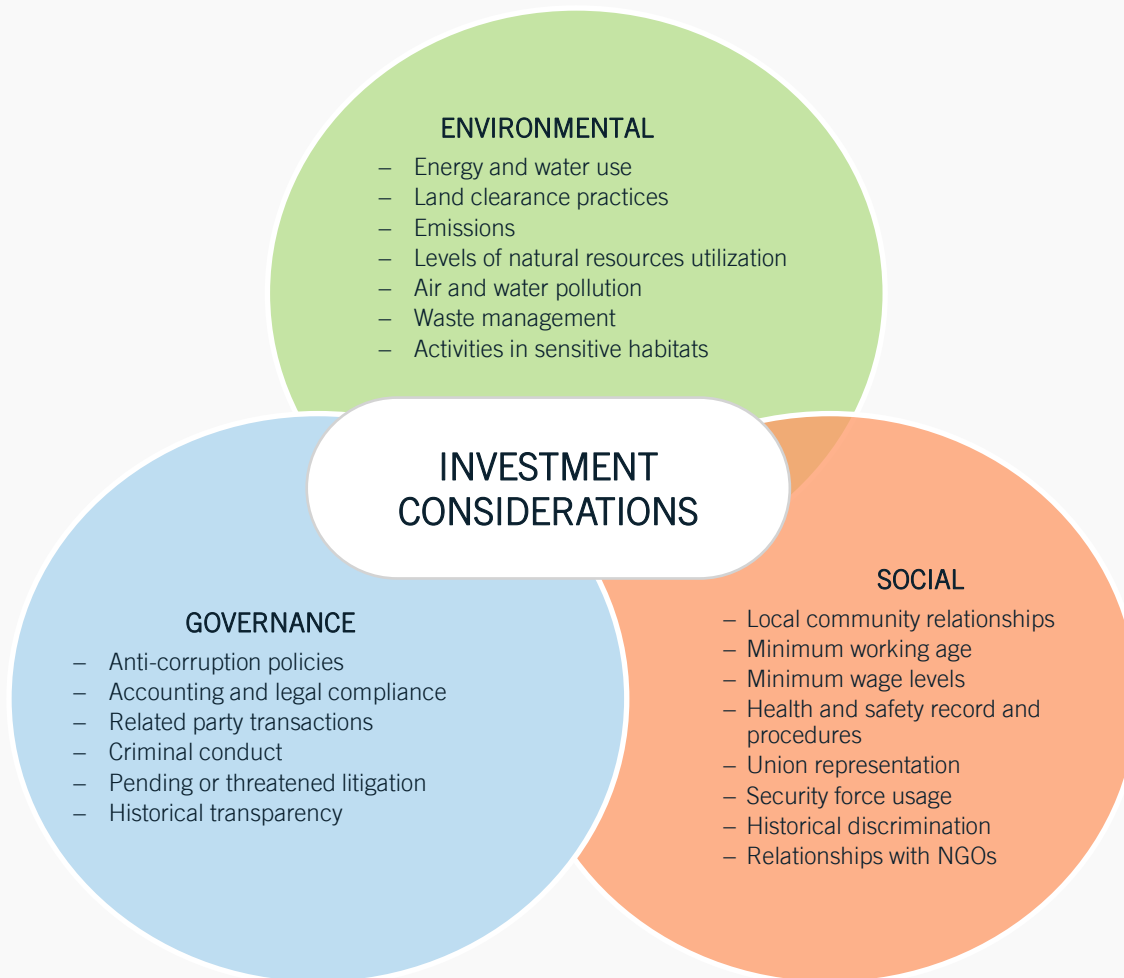 ENVIRONMENTAL
– Energy and water use
– Land clearance practices
– Emissions
– Levels of natural resources utilization
– Air and water pollution
– Waste management
– Activities in sensitive habitats
INVESTMENT
CONSIDERATIONS
GOVERNANCE
– Anti-corruption policies
– Accounting and legal compliance
– Related party transactions
– Criminal conduct
– Pending or threatened litigation
– Historical transparency
SOCIAL
– Local community relationships
– Minimum working age
– Minimum wage levels
– Health and safety record and
procedures
– Union representation
– Security force usage
– Historical discrimination
– Relationships with NGOs